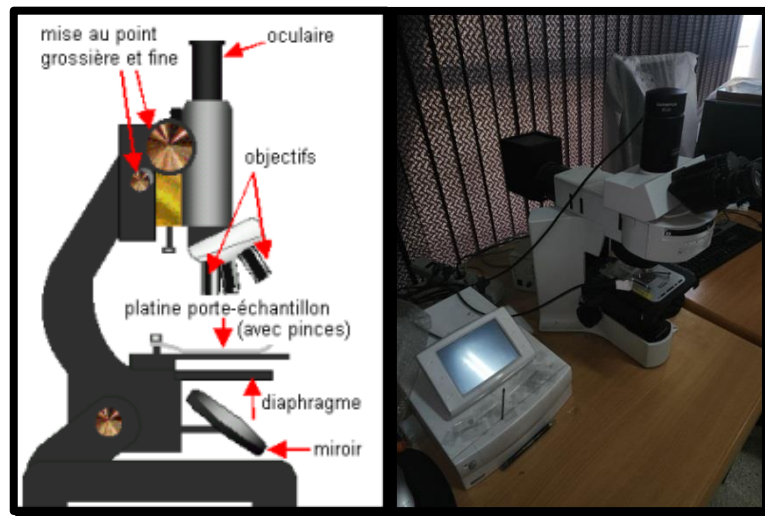 mise au point
grossière et fine
oculaire
objectifs
platine porte-échantillon
(avec pinces)
diaphragme
miroir